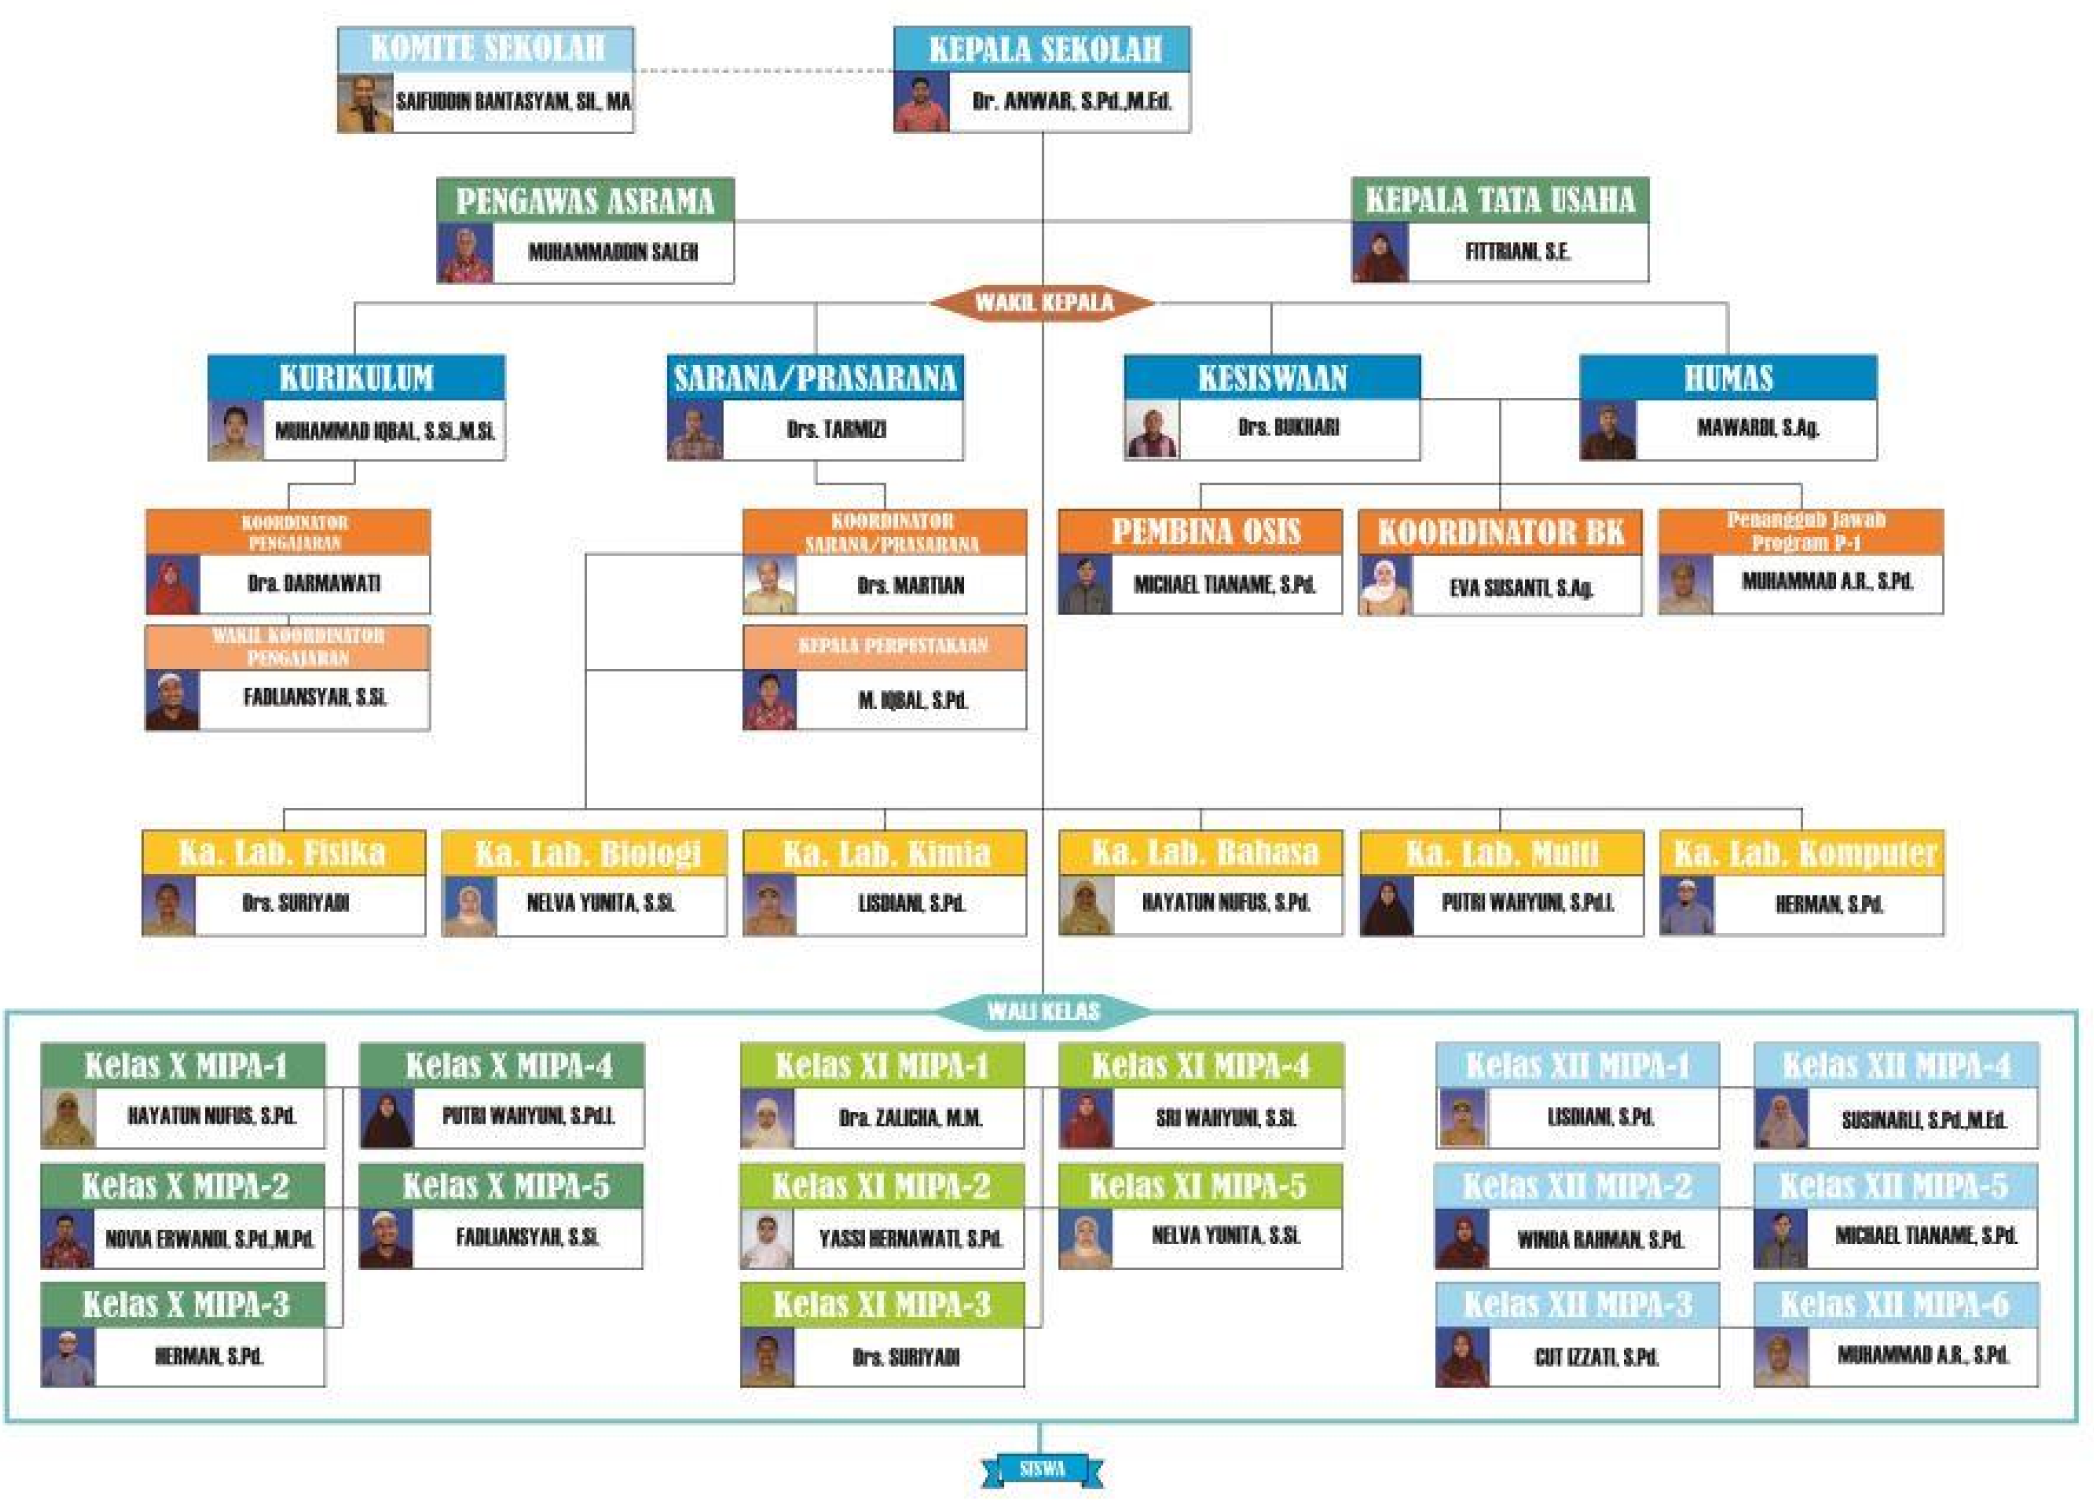 KOMITE SEKOLAH
SAIFUDDIN BANTASYAM, SH., MA
KEPALA SEKOLAH
Dr. ANWAR, S.Pd.,M.Ed.
PENGAWAS ASRAMA
MUHAMMADDIN SALEH
KEPALA TATA USAHA
FITTRIANI, S.E.
WAKIL KEPALA
KURIKULUM
MUHAMMAD IQBAL, S.Si.,M.Si.
SARANA/PRASARANA
Drs. TARMIZI
KESISWAAN
Drs. BUKHARI
HUMAS
MAWARDI, S.Ag.
KOORDINATOR
PENGAJARAN
Dra. DARMAWATI
KOORDINATOR
SARANA/PRASARANA
Drs. MARTIAN
PEMBINA OSIS
MICHAEL TIANAME, S.Pd.
KOORDINATOR BK
EVA SUSANTI, S.Ag.
Penanggub Jawab
Program P-1
MUHAMMAD A.R., S.Pd.
WAKIL KOORDINATOR
PENGAJARAN
FADLIANSYAH, S.Si.
KEPALA PERPUSTAKAAN
M. IQBAL, S.Pd.
Ka. Lab. Fisika
Drs. SURIYADI
Ka. Lab. Biologi
NELVA YUNITA, S.Si.
Ka. Lab. Kimia
LISDIANI, S.Pd.
Ka. Lab. Bahasa
HAYATUN NUFUS, S.Pd.
Ka. Lab. Multi
PUTRI WAHYUNI, S.Pd.I.
Ka. Lab. Komputer
HERMAN, S.Pd.
WALI KELAS
Kelas X MIPA-1
HAYATUN NUFUS, S.Pd.
Kelas X MIPA-4
PUTRI WAHYUNI, S.Pd.I.
Kelas X MIPA-2
NOVIA ERWANDI, S.Pd.,M.Pd.
Kelas X MIPA-5
FADLIANSYAH, S.Si.
Kelas X MIPA-3
HERMAN, S.Pd.
Kelas XI MIPA-1
Dra. ZALICHA, M.M.
Kelas XI MIPA-4
SRI WAHYUNI, S.Si.
Kelas XI MIPA-2
YASSI HERNAWATI, S.Pd.
Kelas XI MIPA-5
NELVA YUNITA, S.Si.
Kelas XI MIPA-3
Drs. SURIYADI
Kelas XII MIPA-1
LISDIANI, S.Pd.
Kelas XII MIPA-4
SUSINARLI, S.Pd.,M.Ed.
Kelas XII MIPA-2
WINDA RAHMAN, S.Pd.
Kelas XII MIPA-5
MICHAEL TIANAME, S.Pd.
Kelas XII MIPA-3
CUT IZZATI, S.Pd.
Kelas XII MIPA-6
MUHAMMAD A.R., S.Pd.
SISWA